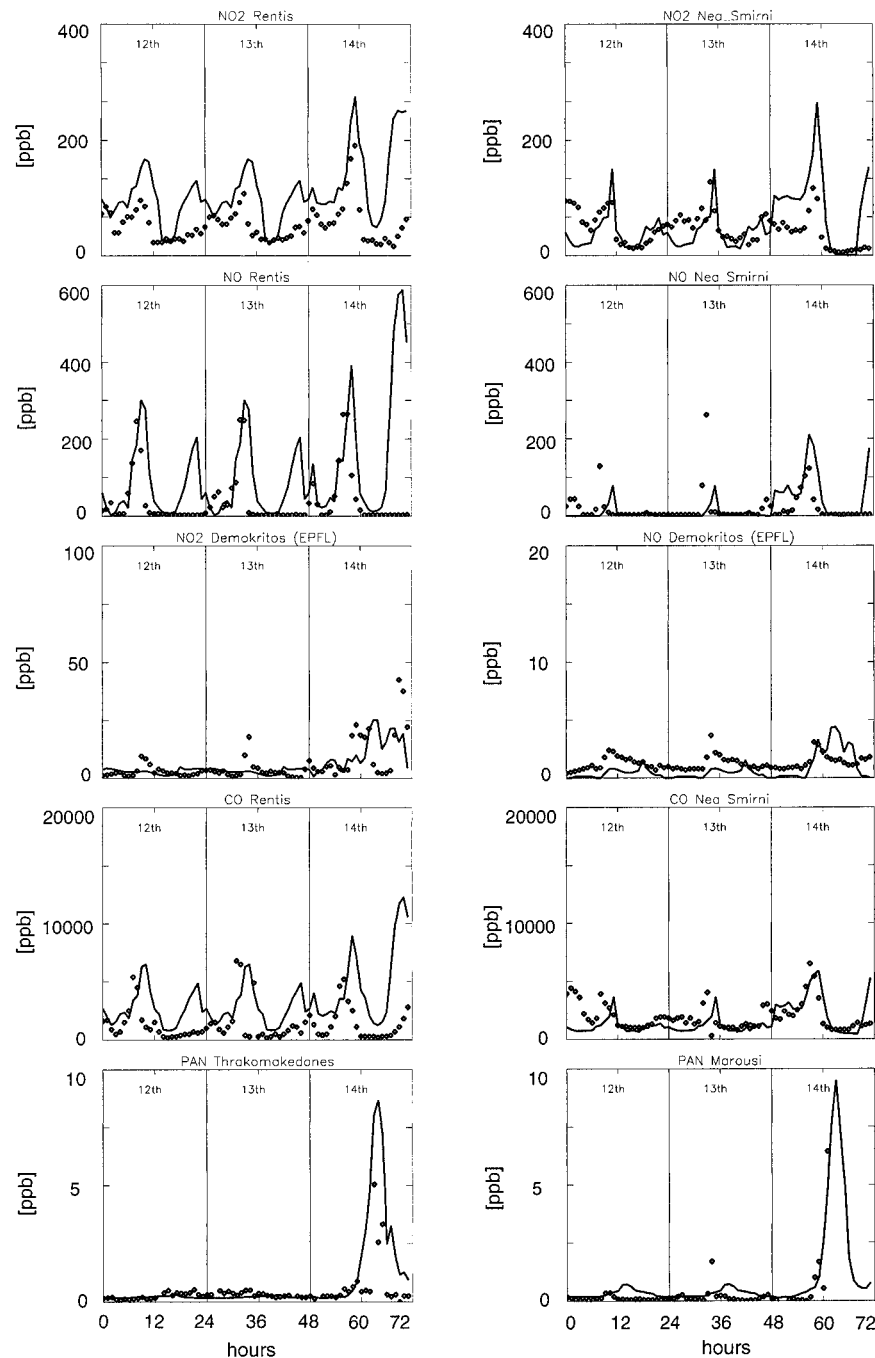 NO2 Rentis
400
12th
13th
14th
[ppb]
200
0
NO2 Nea Smirni
400
12th
13th
14th
[ppb]
200
0
NO Rentis
600
12th
13th
14th
400
[ppb]
200
0
NO Nea Smirni
600
12th
13th
14th
400
[ppb]
200
0
NO2 Demokritos (EPFL)
100
12th
13th
14th
[ppb]
50
0
NO Demokritos (EPFL)
20
12th
13th
14th
[ppb]
10
0
CO Rentis
20000
12th
13th
14th
[ppb]
10000
0
CO Nea Smirni
20000
12th
13th
14th
[ppb]
10000
0
PAN Thrakomakedanes
10
12th
13th
14th
[ppb]
5
0
0 12 24 36 48 60 72
hours
PAN Marousi
10
12th
13th
14th
[ppb]
5
0
0 12 24 36 48 60 72
hours